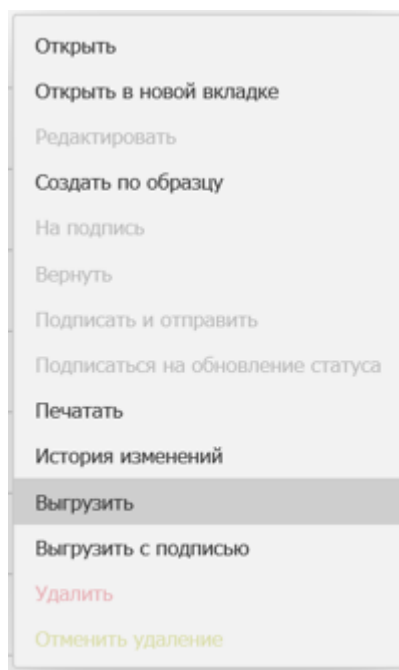 Открыть
Открыть в новой вкладке
Редактировать
Создать по образцу
На подпись
Вернуть
Подписать и отправить
Подписаться на обновление статуса
Печатать
История изменений
Выгрузить
Выгрузить с подписью
Удалить
Отменить удаление